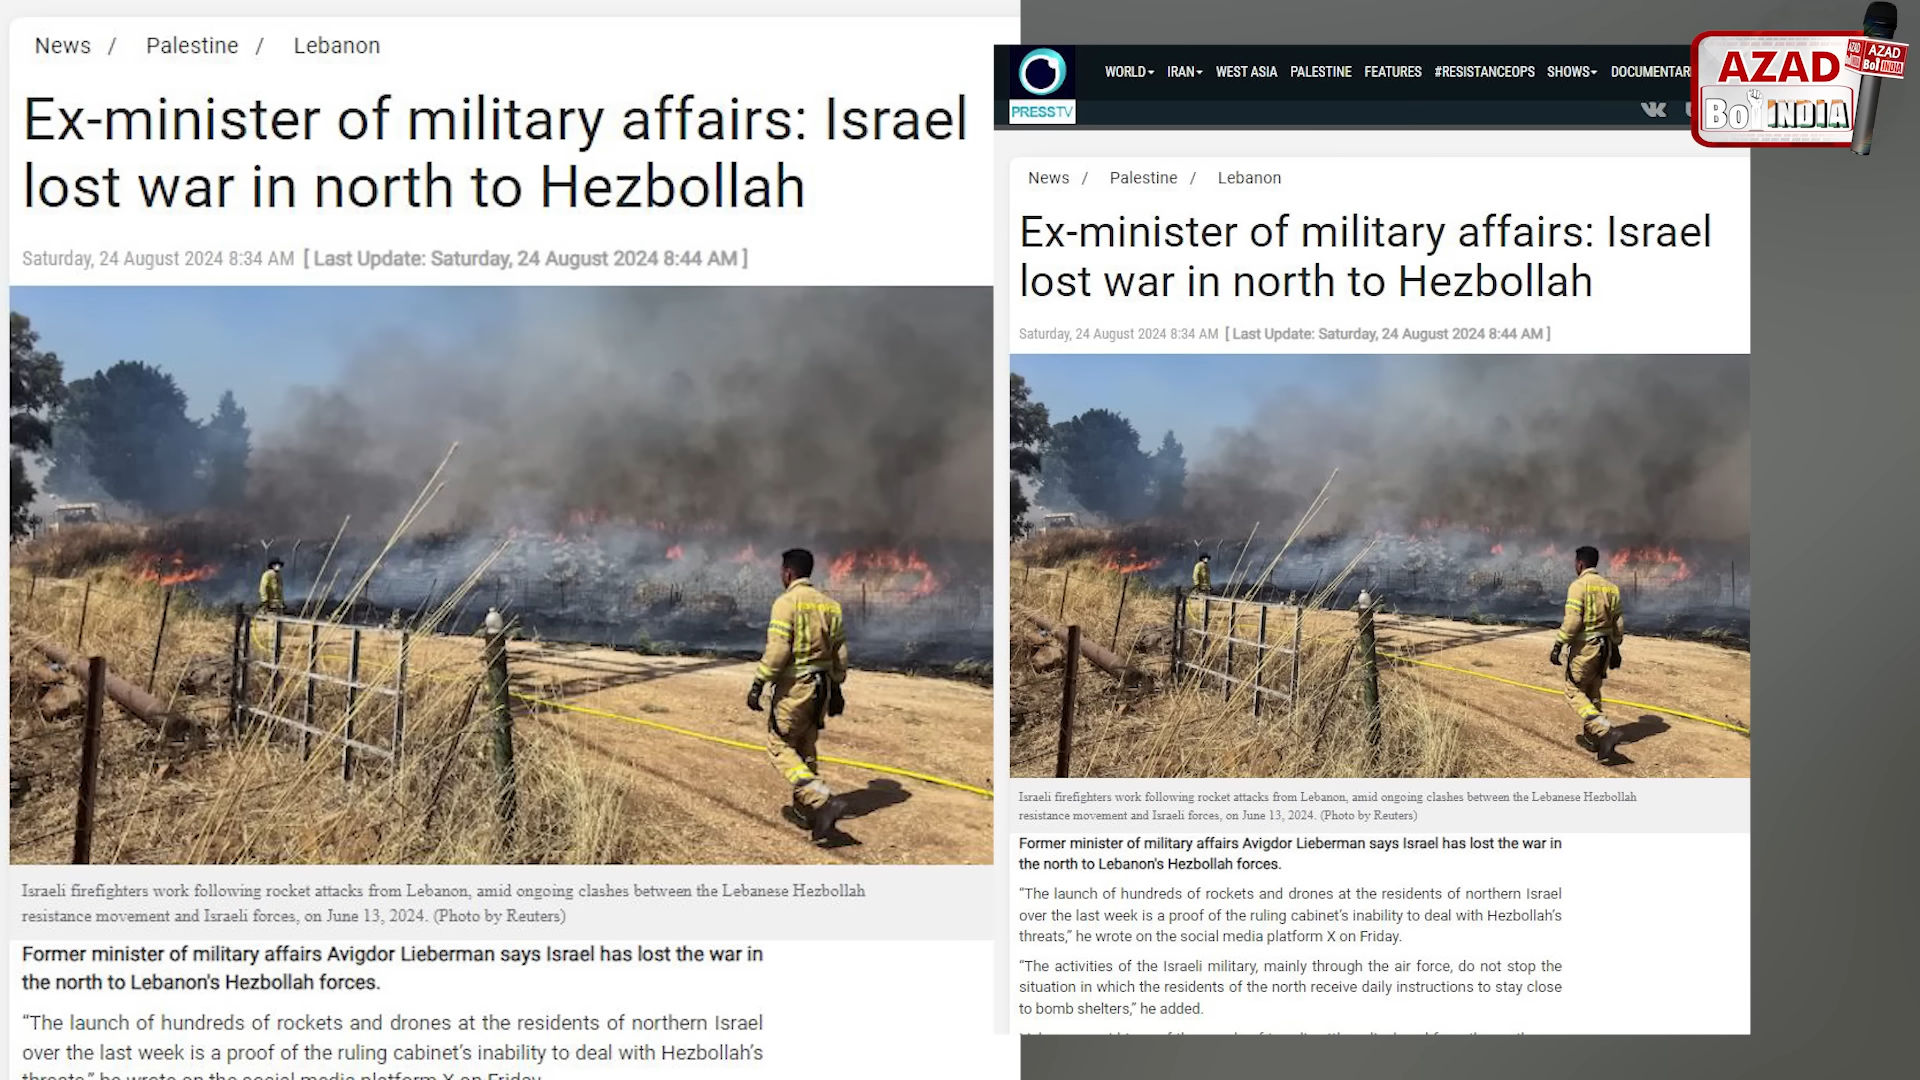 News / Palestine / Lebanon
Ex-minister of military affairs: Israel
lost war in north to Hezbollah
Saturday, 24 August 2024 8:34 AM [ Last Update: Saturday, 24 August 2024 8:44 AM ]
Israeli firefighters work following rocket attacks from Lebanon, amid ongoing clashes between the Lebanese Hezbollah
resistance movement and Israeli forces, on June 13, 2024. (Photo by Reuters)
Former minister of military affairs Avigdor Lieberman says Israel has lost the war in
the north to Lebanon's Hezbollah forces.
“The launch of hundreds of rockets and drones at the residents of northern Israel
over the last week is a proof of the ruling cabinet’s inability to deal with Hezbollah’s
threats,” he wrote on the social media platform X on Friday.
PRESSTV
WORLD IRAN WEST ASIA PALESTINE FEATURES #RESISTANCEOPS SHOWS DOCUMENTAR
News / Palestine / Lebanon
Ex-minister of military affairs: Israel
lost war in north to Hezbollah
Saturday, 24 August 2024 8:34 AM [ Last Update: Saturday, 24 August 2024 8:44 AM ]
Israeli firefighters work following rocket attacks from Lebanon, amid ongoing clashes between the Lebanese Hezbollah
resistance movement and Israeli forces, on June 13, 2024. (Photo by Reuters)
Former minister of military affairs Avigdor Lieberman says Israel has lost the war in
the north to Lebanon's Hezbollah forces.
“The launch of hundreds of rockets and drones at the residents of northern Israel
over the last week is a proof of the ruling cabinet’s inability to deal with Hezbollah’s
threats,” he wrote on the social media platform X on Friday.
“The activities of the Israeli military, mainly through the air force, do not stop the
situation in which the residents of the north receive daily instructions to stay close
to bomb shelters,” he added.
AZAD
Bol INDIA
AZAD
Bol INDIA